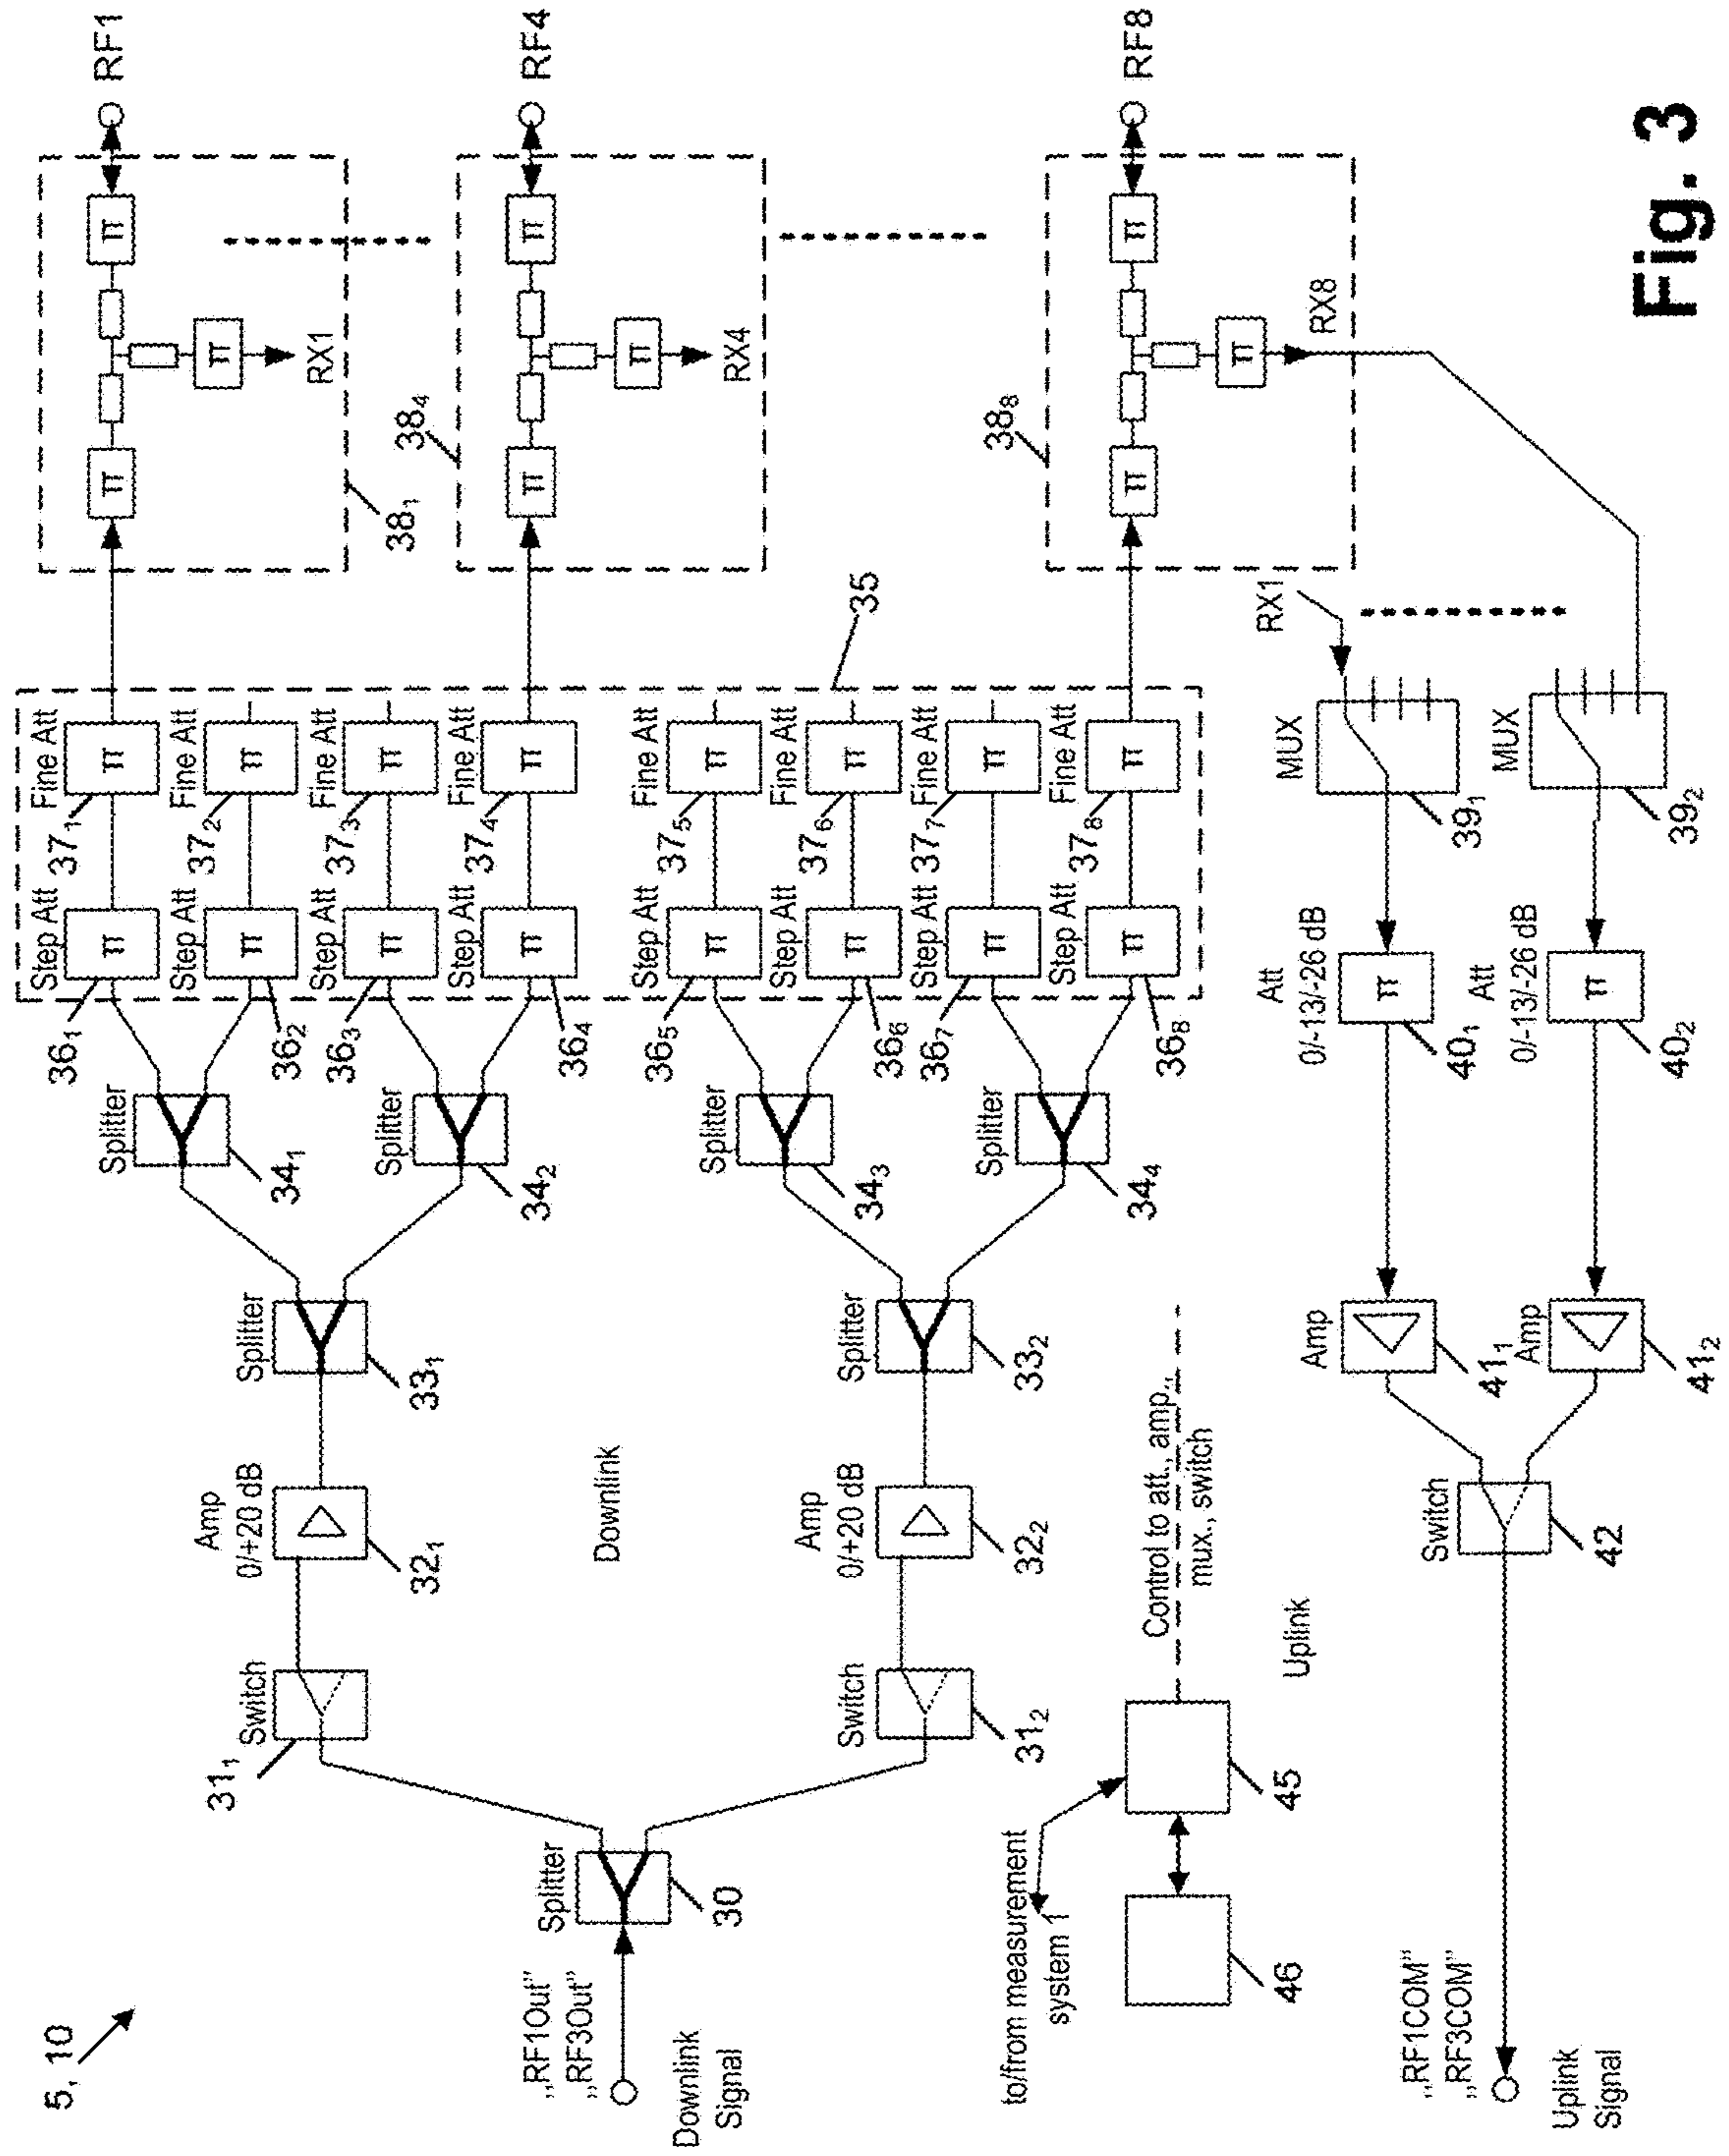 5, 10
„RF1Out”
„RF3Out”
Downlink
Signal
Splitter
30
31₁
Switch
Amp
0/+20 dB
32₁
Splitter
33₁
Splitter
34₁
Splitter
34₂
Downlink
Switch
31₂
Amp
0/+20 dB
32₂
Splitter
33₂
Splitter
34₃
Splitter
34₄
36₁
Step Att
π
37₁
Fine Att
π
36₂
Step Att
π
37₂
Fine Att
π
36₃
Step Att
π
37₃
Fine Att
π
36₄
Step Att
π
37₄
Fine Att
π
36₅
Step Att
π
37₅
Fine Att
π
36₆
Step Att
π
37₆
Fine Att
π
36₇
Step Att
π
37₇
Fine Att
π
36₈
Step Att
π
37₈
Fine Att
π
35
π
π
π
RX1
38₁
RF1
38₄
π
π
π
RX4
RF4
38₈
π
π
π
RX8
RF8
to/from measurement
system 1
46
45
Control to att., amp.,
mux., switch
Uplink
RX1
MUX
39₁
MUX
39₂
Att
0/-13/-26 dB
π
40₁
Att
0/-13/-26 dB
π
40₂
Amp
41₁
Amp
41₂
Switch
42
„RF1COM”
„RF3COM”
Uplink
Signal
Fig. 3